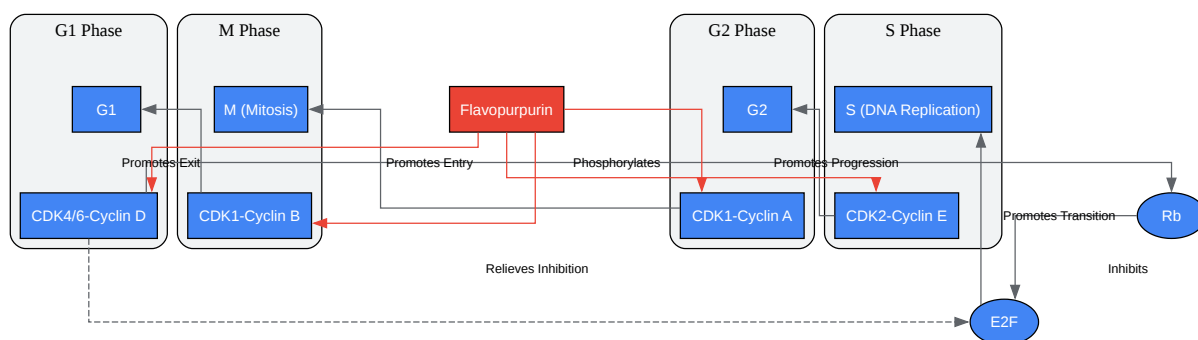 G1 Phase
M Phase
G2 Phase
S Phase
G1
M (Mitosis)
Flavopurpurin
G2
S (DNA Replication)
Promotes Exit
Promotes Entry
Phosphorylates
Promotes Progression
CDK4/6-Cyclin D
CDK1-Cyclin B
CDK1-Cyclin A
CDK2-Cyclin E
Promotes Transition
Rb
Relieves Inhibition
Inhibits
E2F